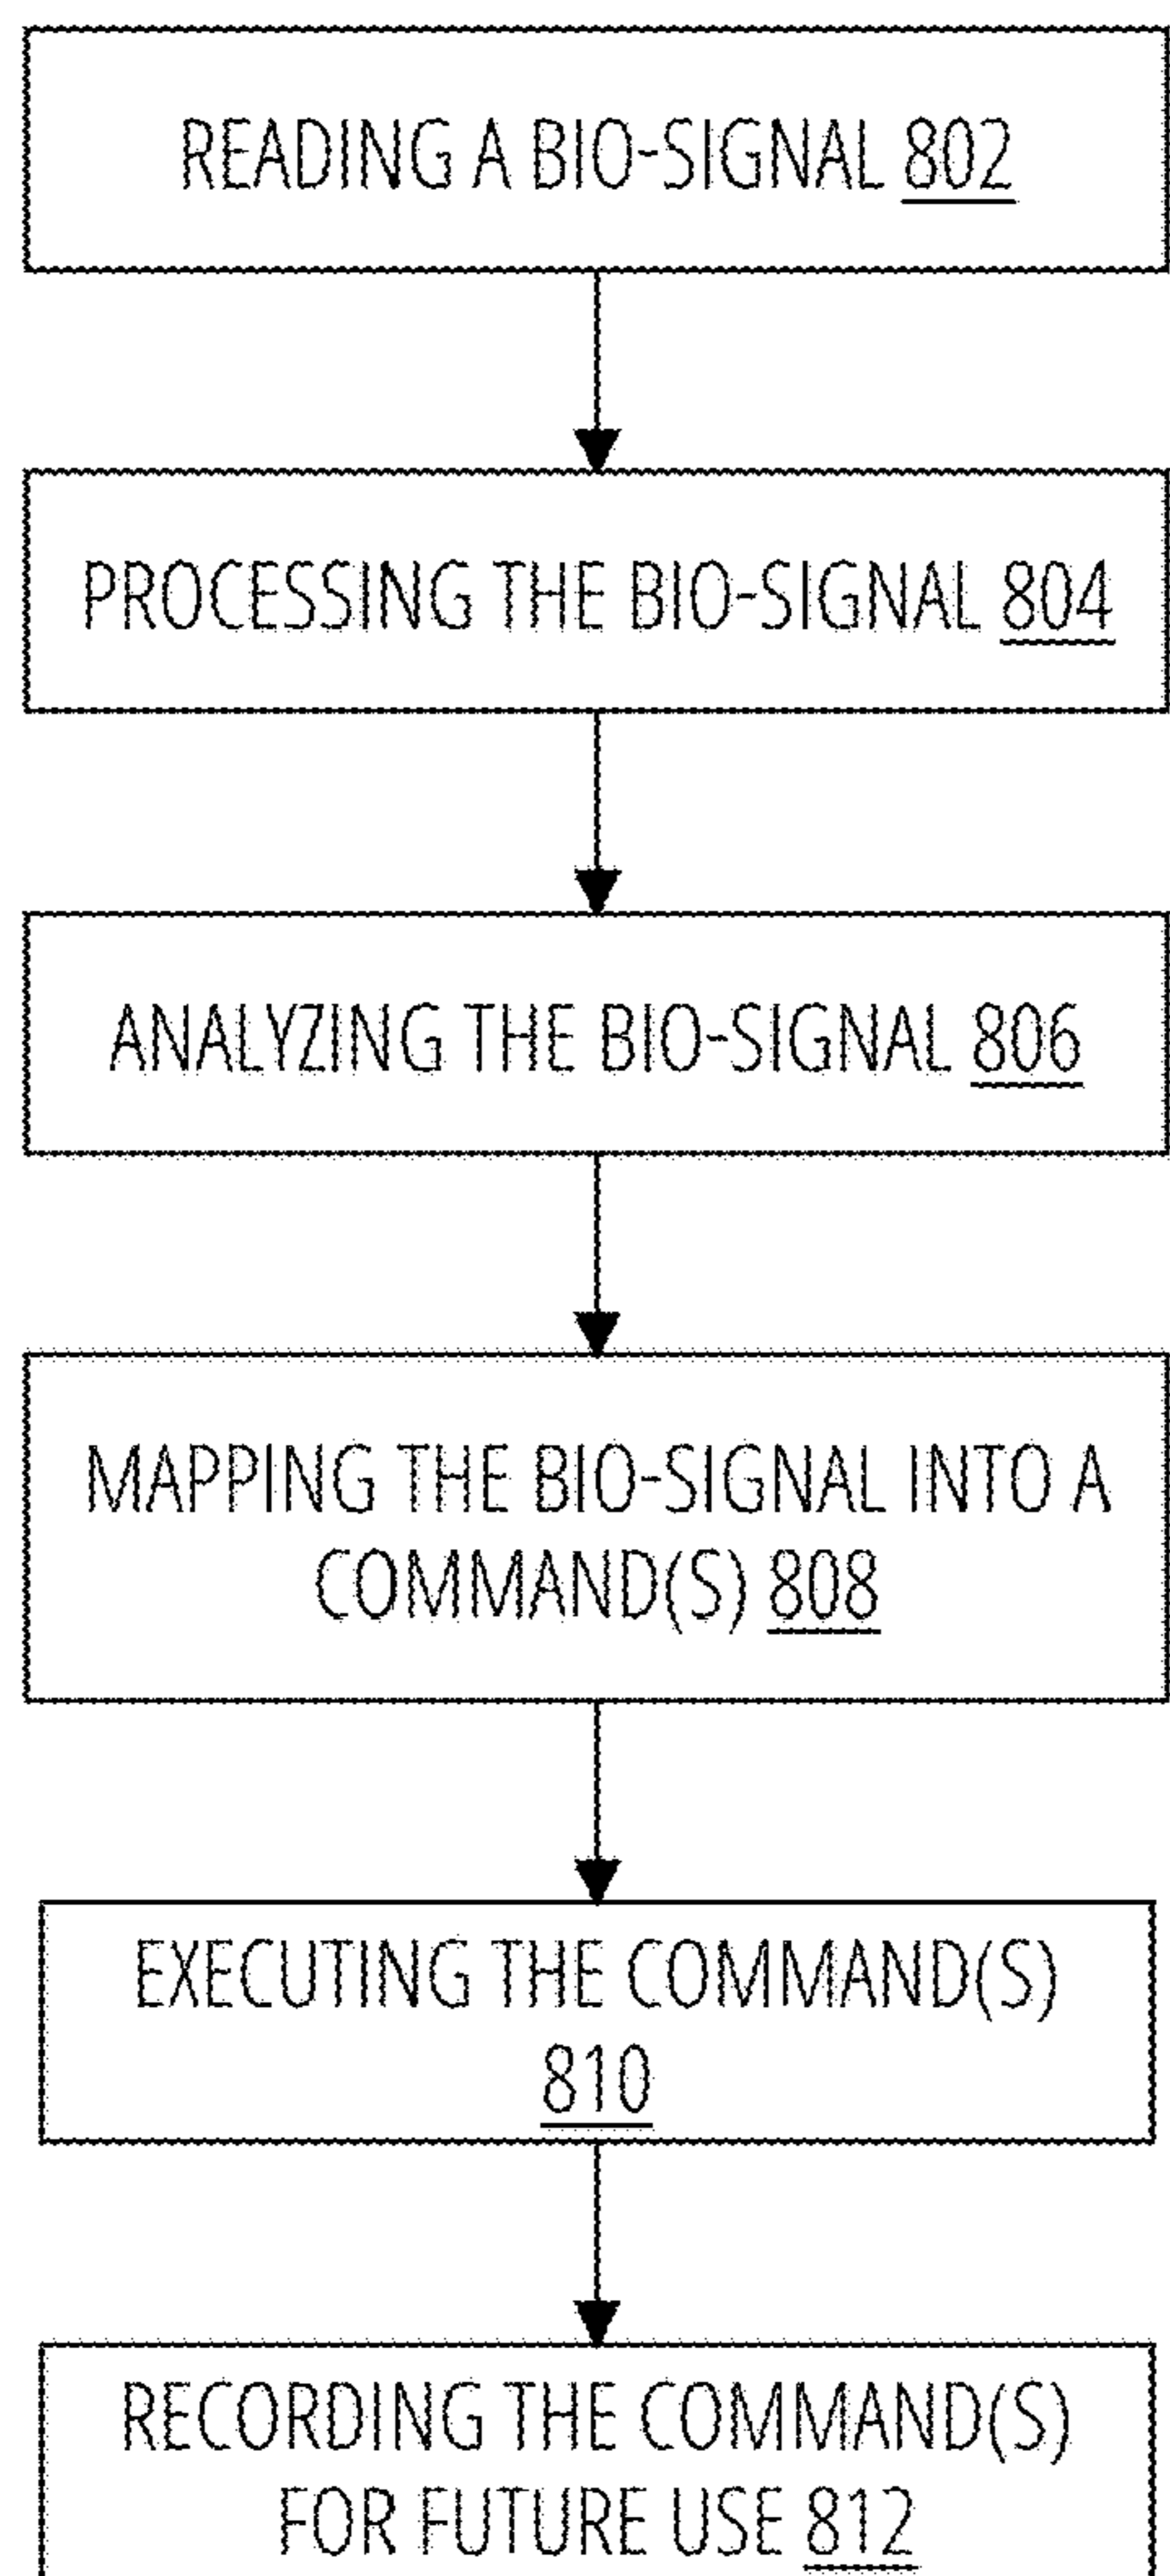 READING A BIO-SIGNAL 802
PROCESSING THE BIO-SIGNAL 804
ANALYZING THE BIO-SIGNAL 806
MAPPING THE BIO-SIGNAL INTO A
COMMAND(S) 808
EXECUTING THE COMMAND(S)
810
RECORDING THE COMMAND(S)
FOR FUTURE USE 812